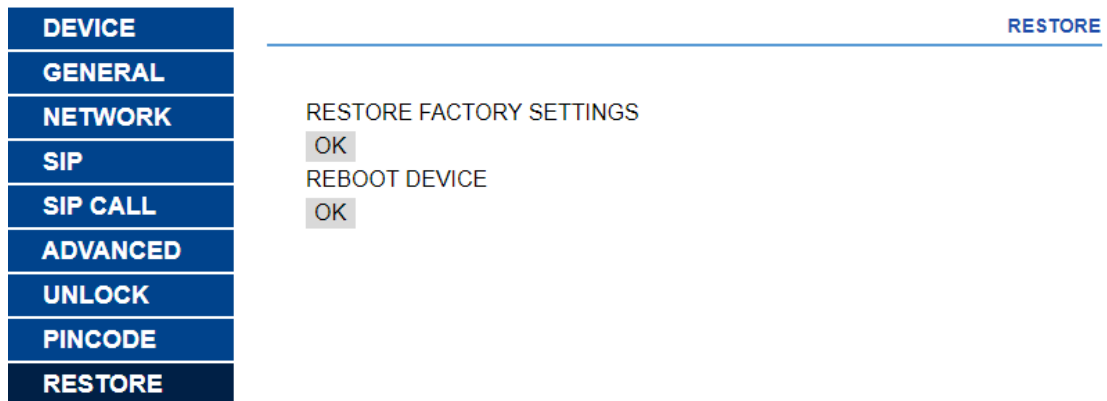 DEVICE
GENERAL
NETWORK
SIP
SIP CALL
ADVANCED
UNLOCK
PINCODE
RESTORE
RESTORE
RESTORE FACTORY SETTINGS
OK
REBOOT DEVICE
OK